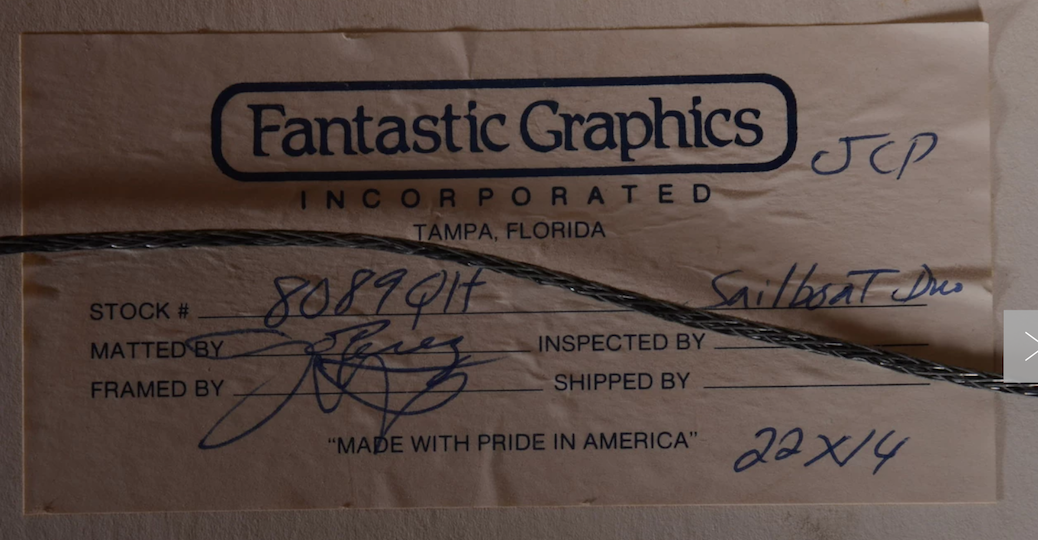 Fantastic Graphics
JCP
INCORPORATED
TAMPA, FLORIDA
STOCK # 8089QH Sailboat Duo
MATTED BY INSPECTED BY
FRAMED BY SHIPPED BY
"MADE WITH PRIDE IN AMERICA"
22X14